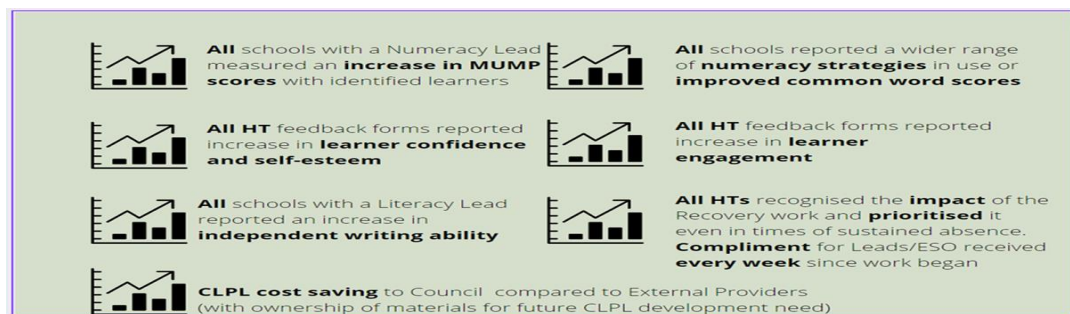 All schools with a Numeracy Lead
measured an increase in MUMP
scores with identified learners
All schools reported a wider range
of numeracy strategies in use or
improved common word scores
All HT feedback forms reported
increase in learner confidence
and self-esteem
All HT feedback forms reported
increase in learner
engagement
All schools with a Literacy Lead
reported an increase in
independent writing ability
All HTs recognised the impact of the
Recovery work and prioritised it
even in times of sustained absence.
Compliment for Leads/ESO received
every week since work began
CLPL cost saving to Council compared to External Providers
(with ownership of materials for future CLPL development need)